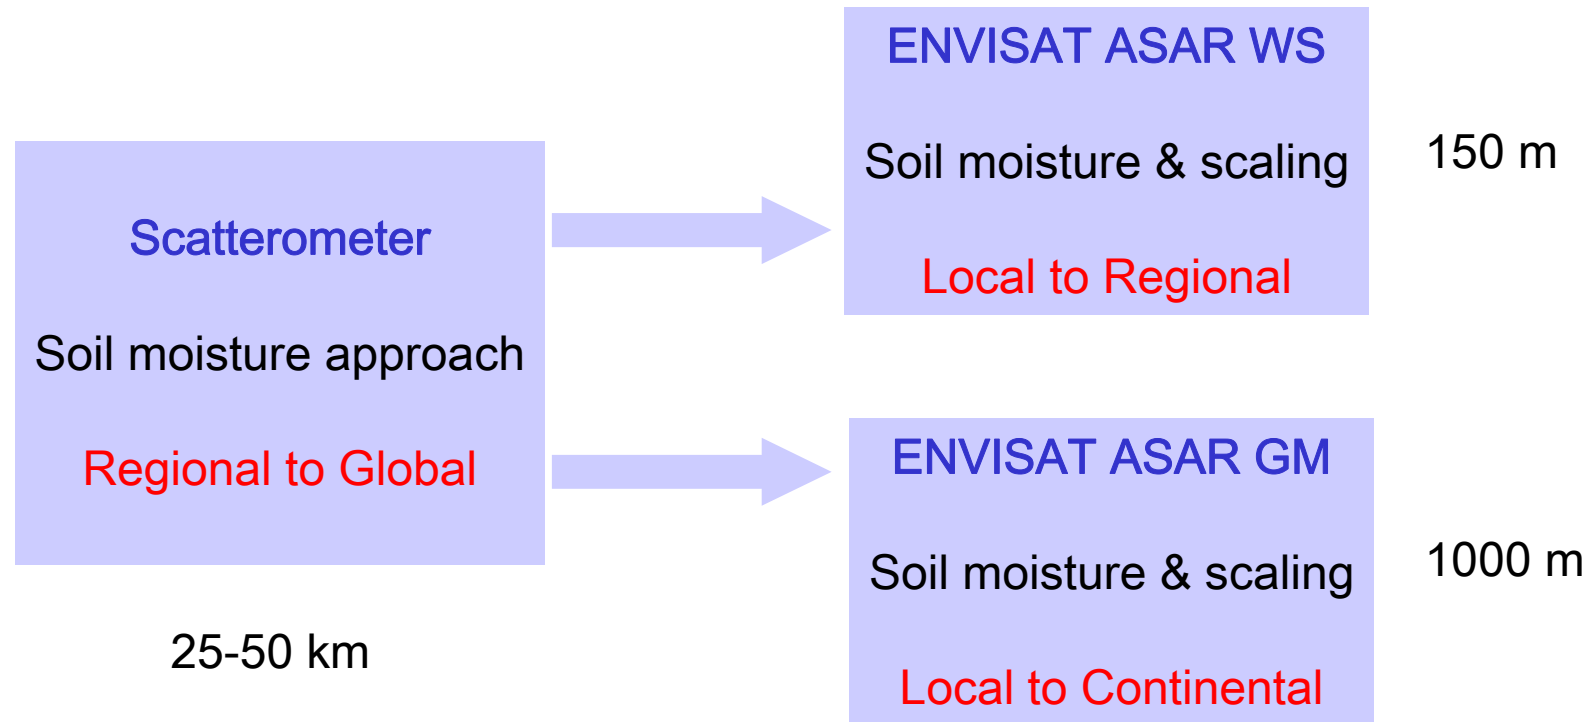 Scatterometer
Soil moisture approach
Regional to Global
25-50 km
ENVISAT ASAR WS
Soil moisture & scaling
Local to Regional
150 m
ENVISAT ASAR GM
Soil moisture & scaling
Local to Continental
1000 m